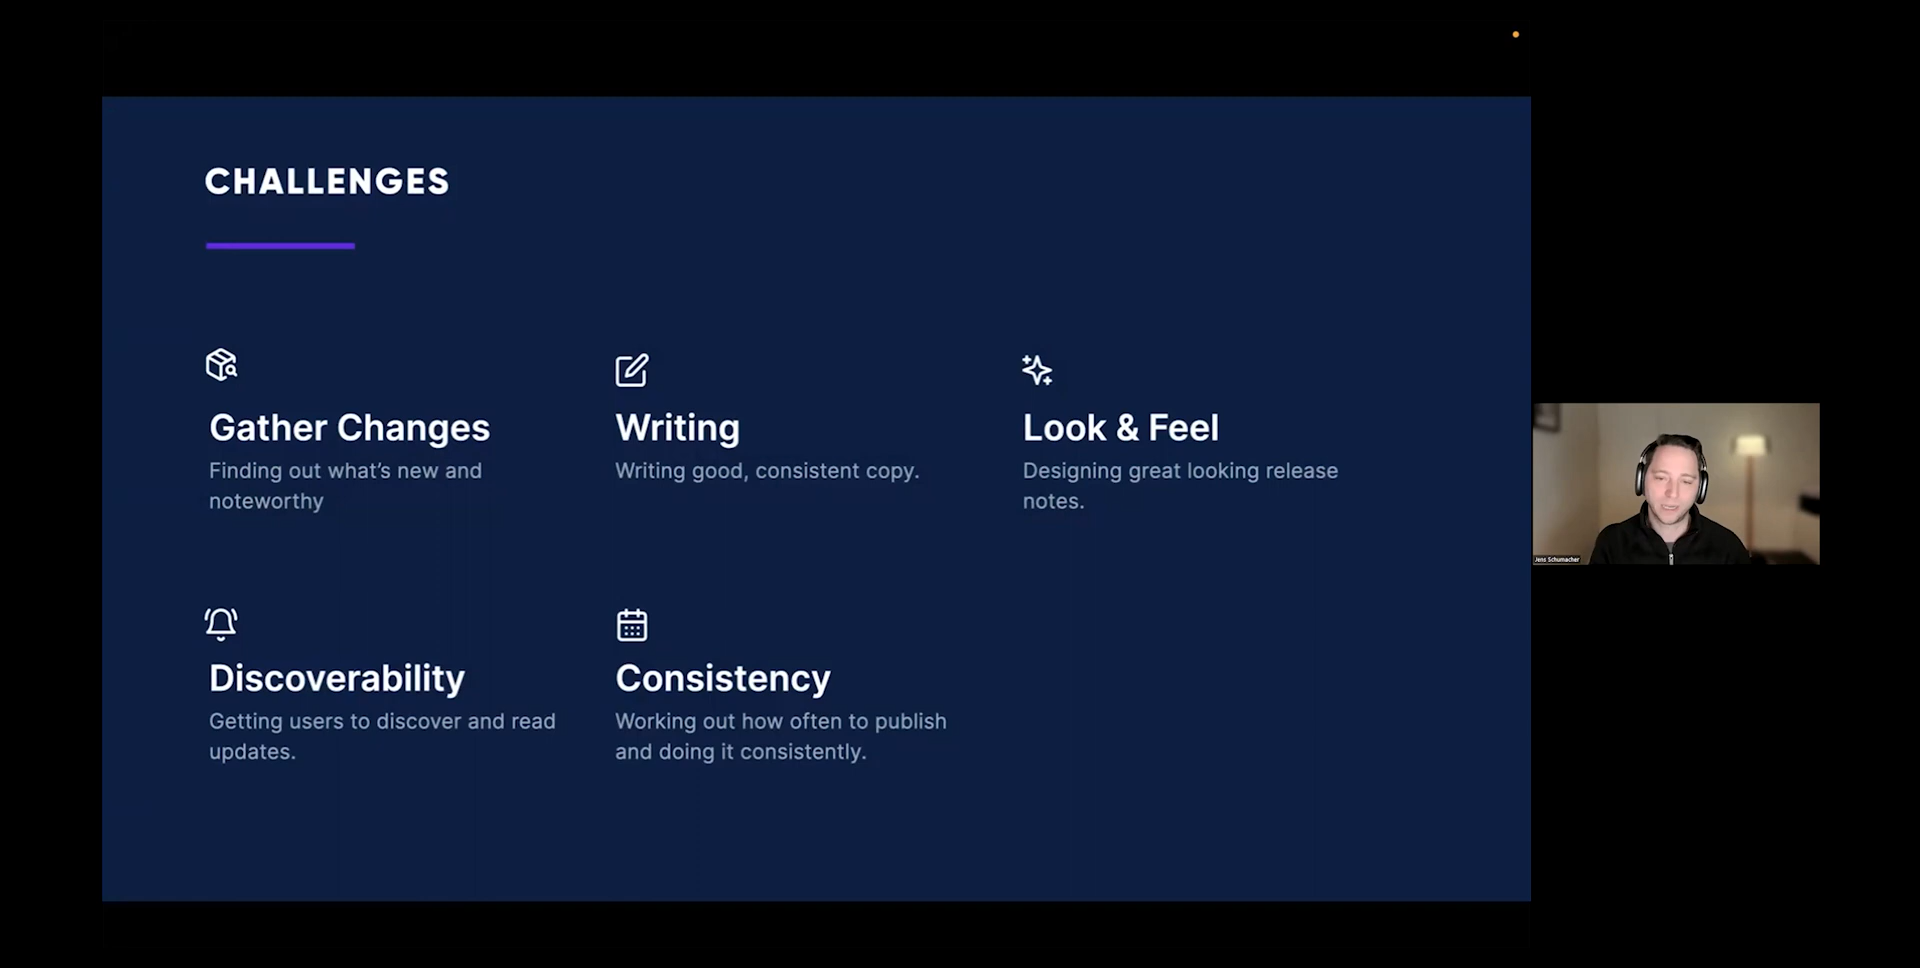 CHALLENGES
Gather Changes
Finding out what’s new and
noteworthy
Writing
Writing good, consistent copy.
Look & Feel
Designing great looking release
notes.
Discoverability
Getting users to discover and read
updates.
Consistency
Working out how often to publish
and doing it consistently.
Jens Schumacher